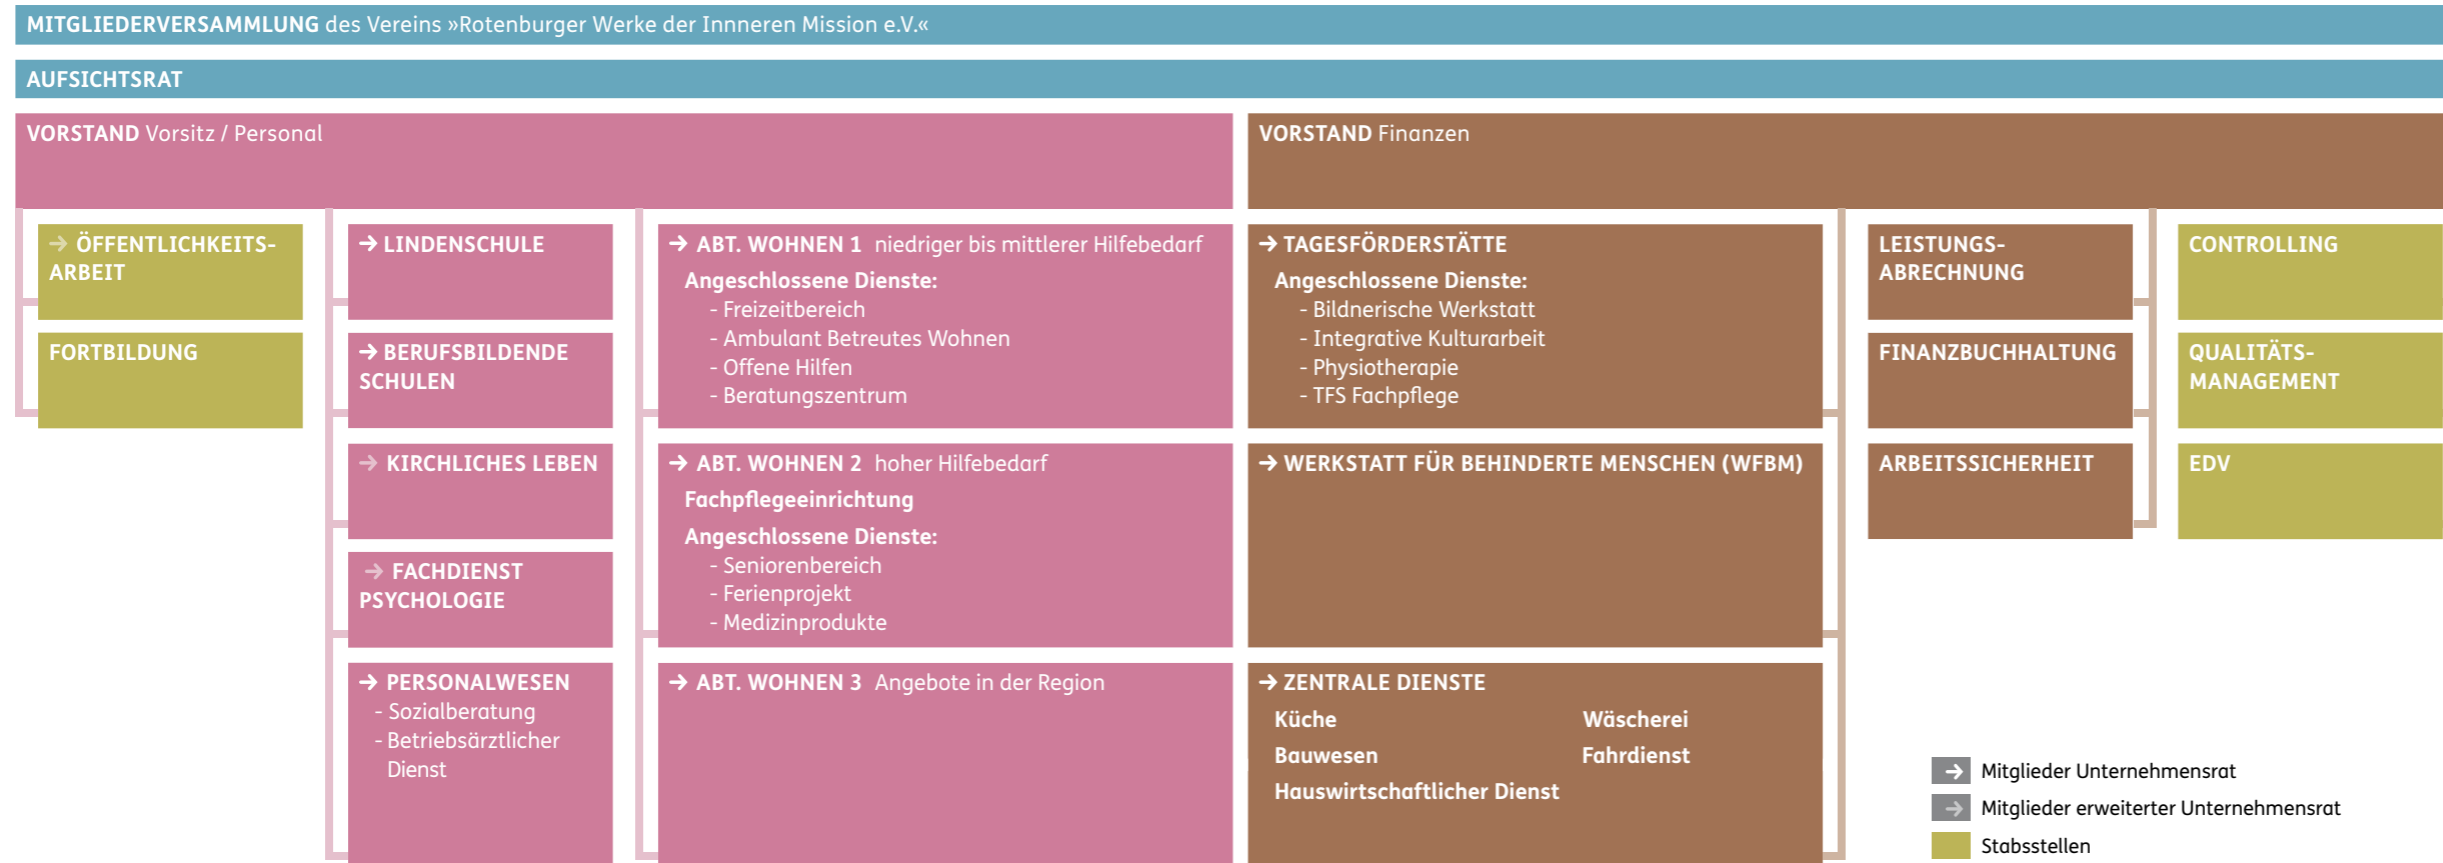 MITGLIEDERVERSAMMLUNG des Vereins »Rotenburger Werke der Innneren Mission e.V.«
AUFSICHTSRAT
VORSTAND Vorsitz / Personal
→ ÖFFENTLICHKEITS-
ARBEIT
FORTBILDUNG
→ LINDENSCHULE
→ BERUFSBILDENDE
SCHULEN
→ KIRCHLICHES LEBEN
→ FACHDIENST
PSYCHOLOGIE
→ PERSONALWESEN
- Sozialberatung
- Betriebsärztlicher
Dienst
→ ABT. WOHNEN 1 niedriger bis mittlerer Hilfebedarf
Angeschlossene Dienste:
- Freizeitbereich
- Ambulant Betreutes Wohnen
- Offene Hilfen
- Beratungszentrum
→ ABT. WOHNEN 2 hoher Hilfebedarf
Fachpflegeeinrichtung
Angeschlossene Dienste:
- Seniorenbereich
- Ferienprojekt
- Medizinprodukte
→ ABT. WOHNEN 3 Angebote in der Region
VORSTAND Finanzen
→ TAGESFÖRDERSTÄTTE
Angeschlossene Dienste:
- Bildnerische Werkstatt
- Integrative Kulturarbeit
- Physiotherapie
- TFS Fachpflege
→ WERKSTATT FÜR BEHINDERTE MENSCHEN (WFBM)
→ ZENTRALE DIENSTE
Küche Wäscherei
Bauwesen Fahrdienst
Hauswirtschaftlicher Dienst
LEISTUNGS-
ABRECHNUNG
FINANZBUCHHALTUNG
ARBEITSSICHERHEIT
CONTROLLING
QUALITÄTS-
MANAGEMENT
EDV
→ Mitglieder Unternehmensrat
→ Mitglieder erweiterter Unternehmensrat
Stabsstellen